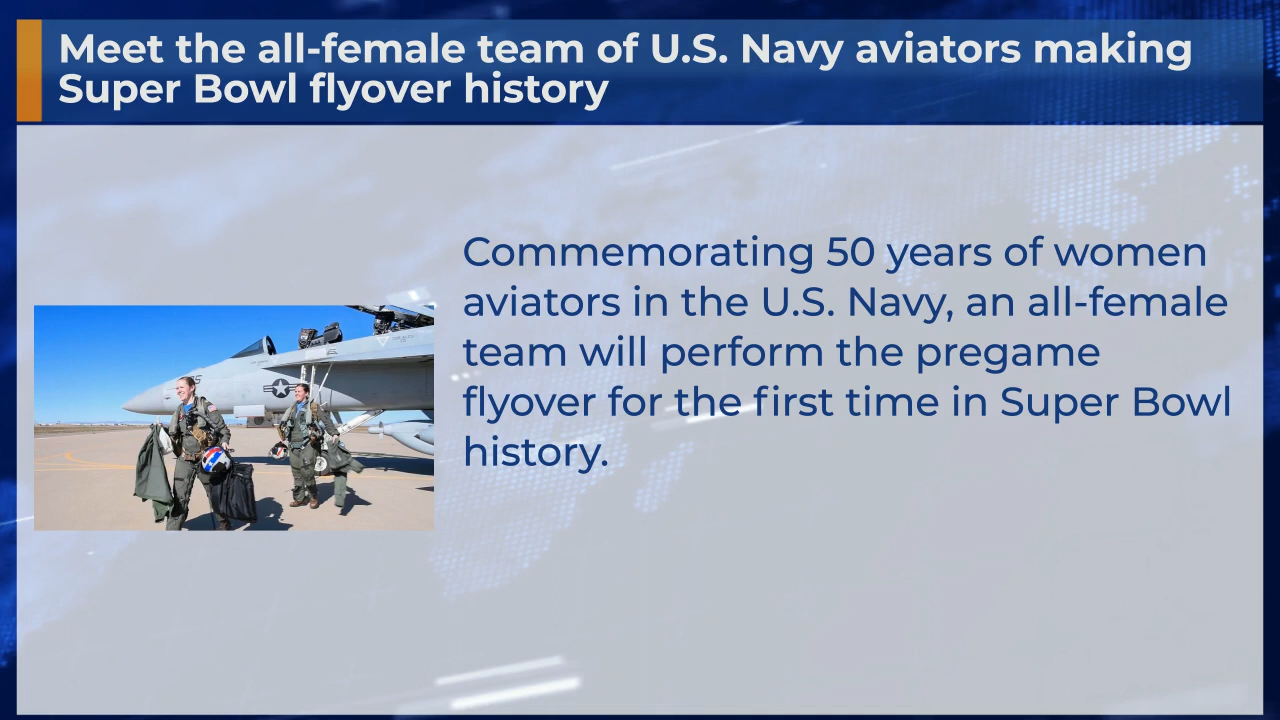 Meet the all-female team of U.S. Navy aviators making
Super Bowl flyover history
Commemorating 50 years of women
aviators in the U.S. Navy, an all-female
team will perform the pregame
flyover for the first time in Super Bowl
history.